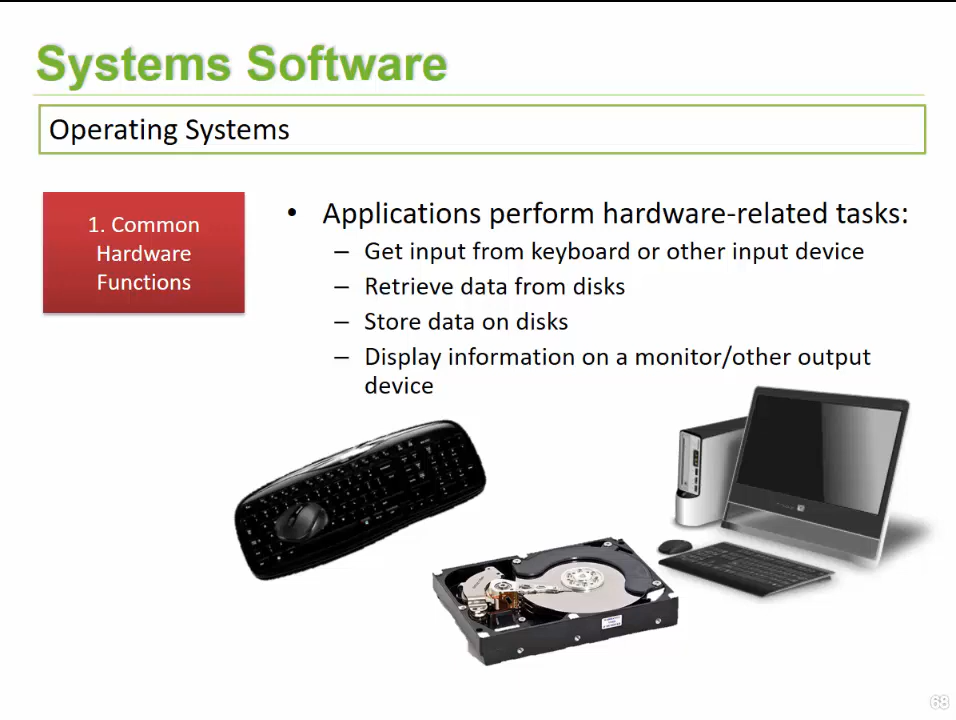 Systems Software
Operating Systems
1. Common
Hardware
Functions
• Applications perform hardware-related tasks:
– Get input from keyboard or other input device
– Retrieve data from disks
– Store data on disks
– Display information on a monitor/other output
device
68